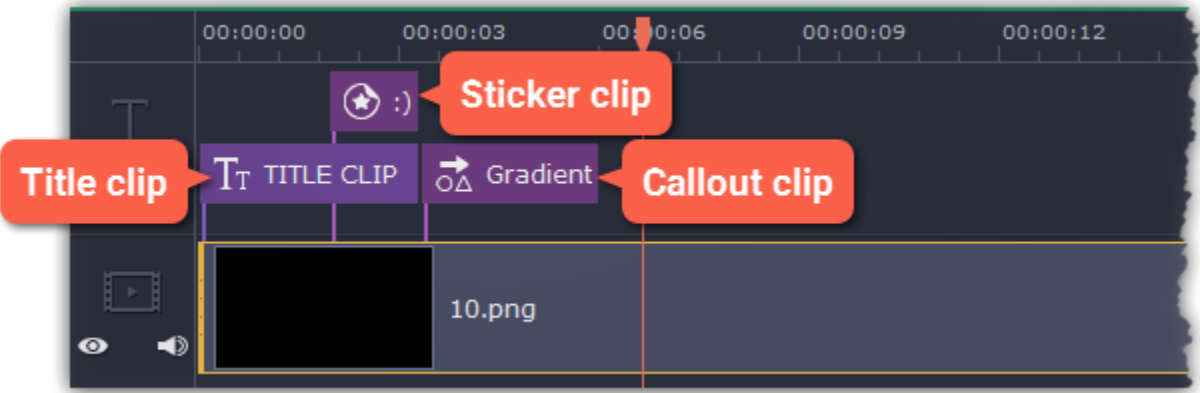 00:00:00 00:00:03 00:00:06 00:00:09 00:00:12
:) Sticker clip
Title clip TT TITLE CLIP Gradient Callout clip
10.png